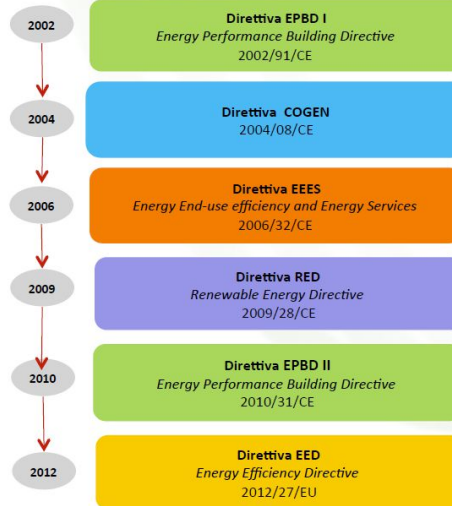 2002
Direttiva EPBD I
Energy Performance Building Directive
2002/91/CE
2004
Direttiva COGEN
2004/08/CE
2006
Direttiva EEES
Energy End-use efficiency and Energy Services
2006/32/CE
2009
Direttiva RED
Renewable Energy Directive
2009/28/CE
2010
Direttiva EPBD II
Energy Performance Building Directive
2010/31/CE
2012
Direttiva EED
Energy Efficiency Directive
2012/27/EU